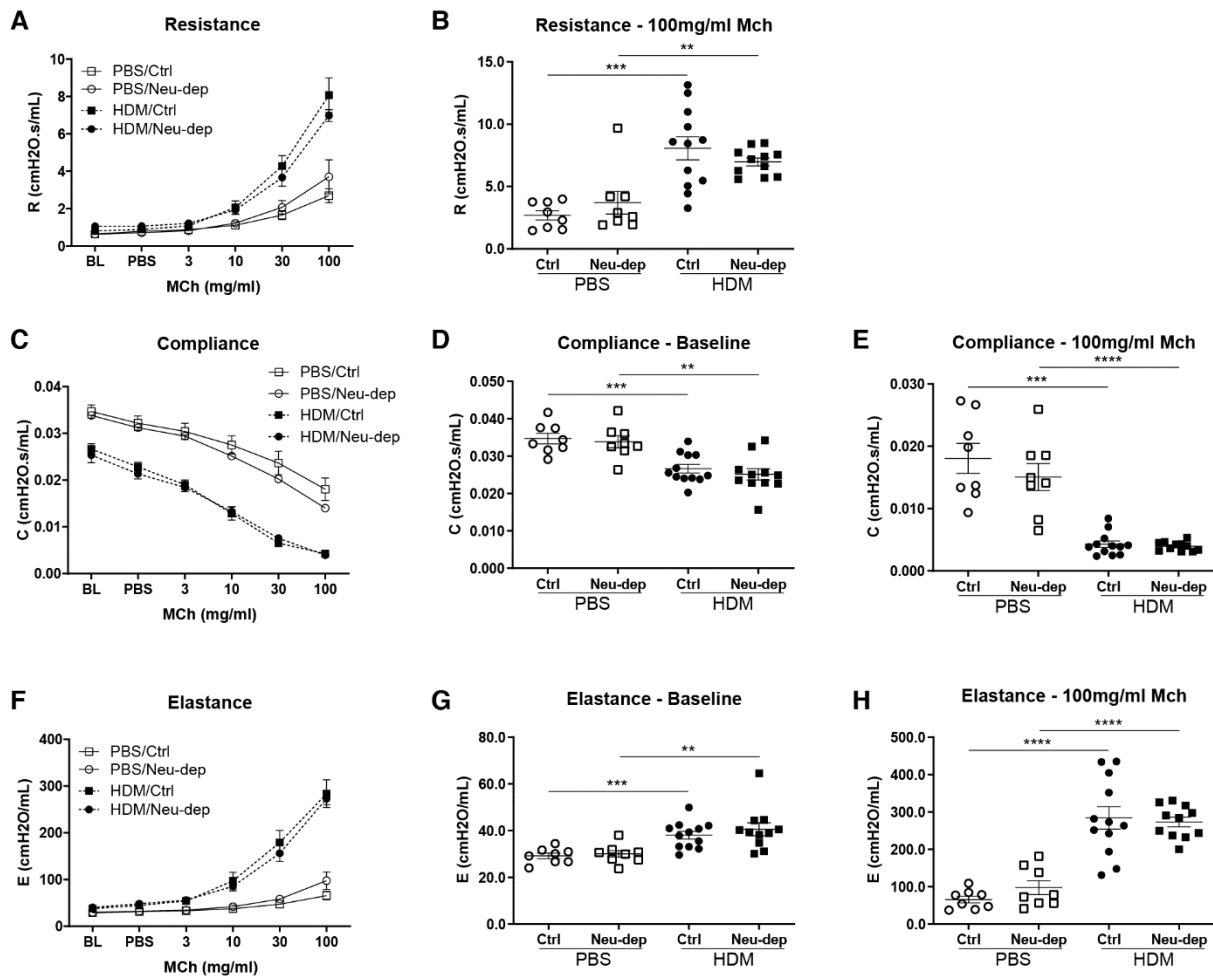 A
Resistance
R (cmH2O.s/mL)
10
8
6
4
2
0
PBS/Ctrl
PBS/Neu-dep
HDM/Ctrl
HDM/Neu-dep
BL PBS 3 10 30 100
MCh (mg/ml)
B
Resistance - 100mg/ml Mch
**
***
R (cmH2O.s/mL)
15.0
10.0
5.0
0.0
Ctrl Neu-dep Ctrl Neu-dep
PBS HDM
C
Compliance
C (cmH2O.s/mL)
0.04
0.03
0.02
0.01
0.00
PBS/Ctrl
PBS/Neu-dep
HDM/Ctrl
HDM/Neu-dep
BL PBS 3 10 30 100
MCh (mg/ml)
D
Compliance - Baseline
**
***
C (cmH2O.s/mL)
0.050
0.040
0.030
0.020
0.010
0.000
Ctrl Neu-dep Ctrl Neu-dep
PBS HDM
E
Compliance - 100mg/ml Mch
****
***
C (cmH2O.s/mL)
0.030
0.020
0.010
0.000
Ctrl Neu-dep Ctrl Neu-dep
PBS HDM
F
Elastance
E (cmH2O/mL)
400
300
200
100
0
PBS/Ctrl
PBS/Neu-dep
HDM/Ctrl
HDM/Neu-dep
BL PBS 3 10 30 100
MCh (mg/ml)
G
Elastance - Baseline
**
***
E (cmH2O/mL)
80.0
60.0
40.0
20.0
0.0
Ctrl Neu-dep Ctrl Neu-dep
PBS HDM
H
Elastance - 100mg/ml Mch
****
****
E (cmH2O/mL)
500.0
400.0
300.0
200.0
100.0
0.0
Ctrl Neu-dep Ctrl Neu-dep
PBS HDM